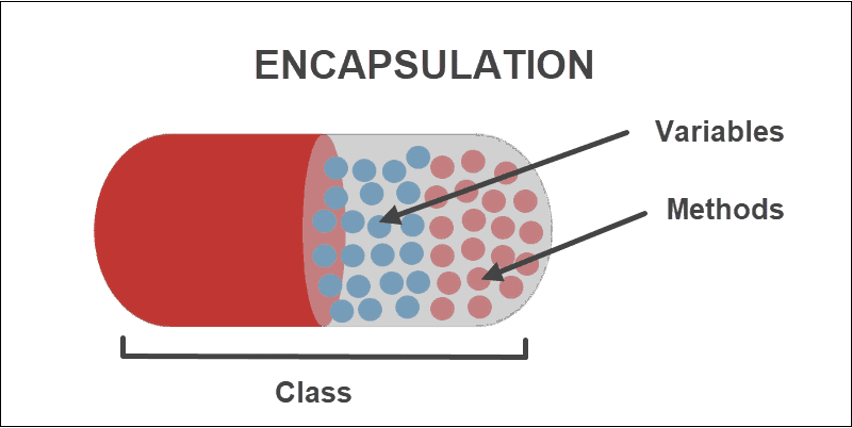 ENCAPSULATION
Variables
Methods
Class